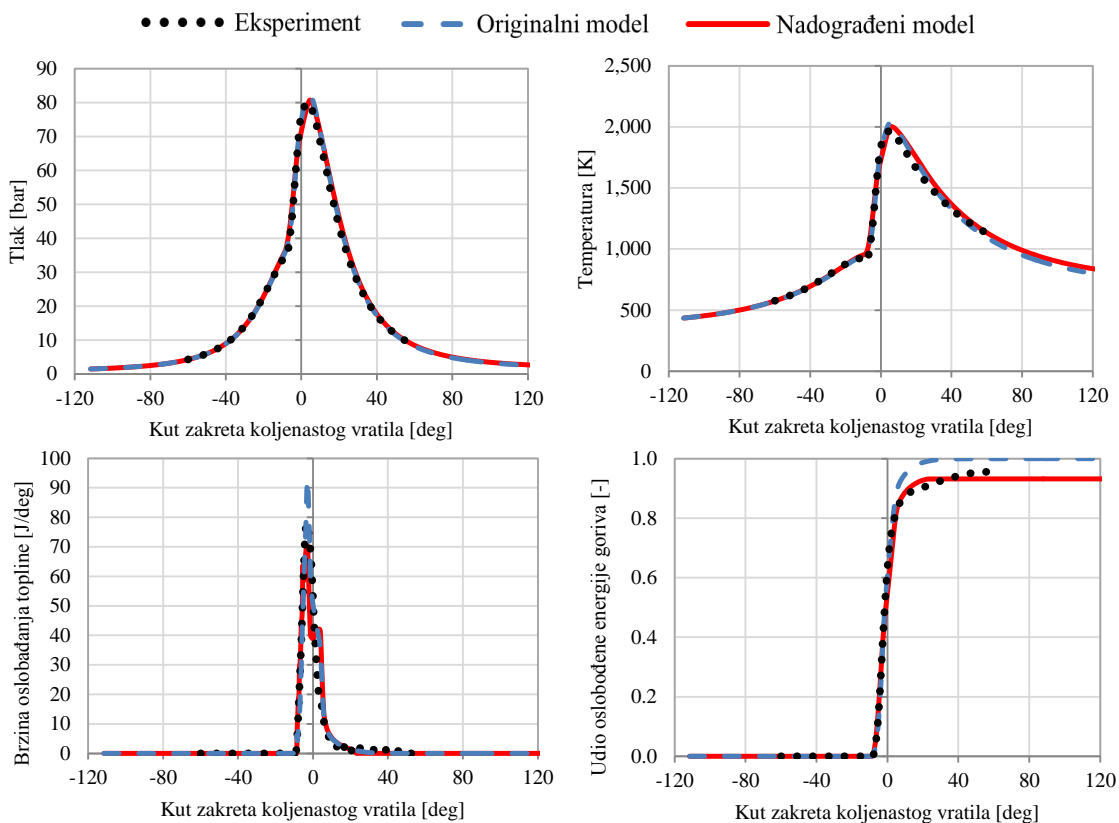 Eksperiment Originalni model Nadograđeni model
90
80
70
60
50
40
30
20
10
0
Tlak [bar]
-120 -80 -40 0 40 80 120
Kut zakreta koljenastog vratila [deg]
2,500
2,000
1,500
1,000
500
0
Temperatura [K]
-120 -80 -40 0 40 80 120
Kut zakreta koljenastog vratila [deg]
100
90
80
70
60
50
40
30
20
10
0
Brzina oslobađanja topline [J/deg]
-120 -80 -40 0 40 80 120
Kut zakreta koljenastog vratila [deg]
1.0
0.8
0.6
0.4
0.2
0.0
Udio oslobođene energije goriva [-]
-120 -80 -40 0 40 80 120
Kut zakreta koljenastog vratila [deg]